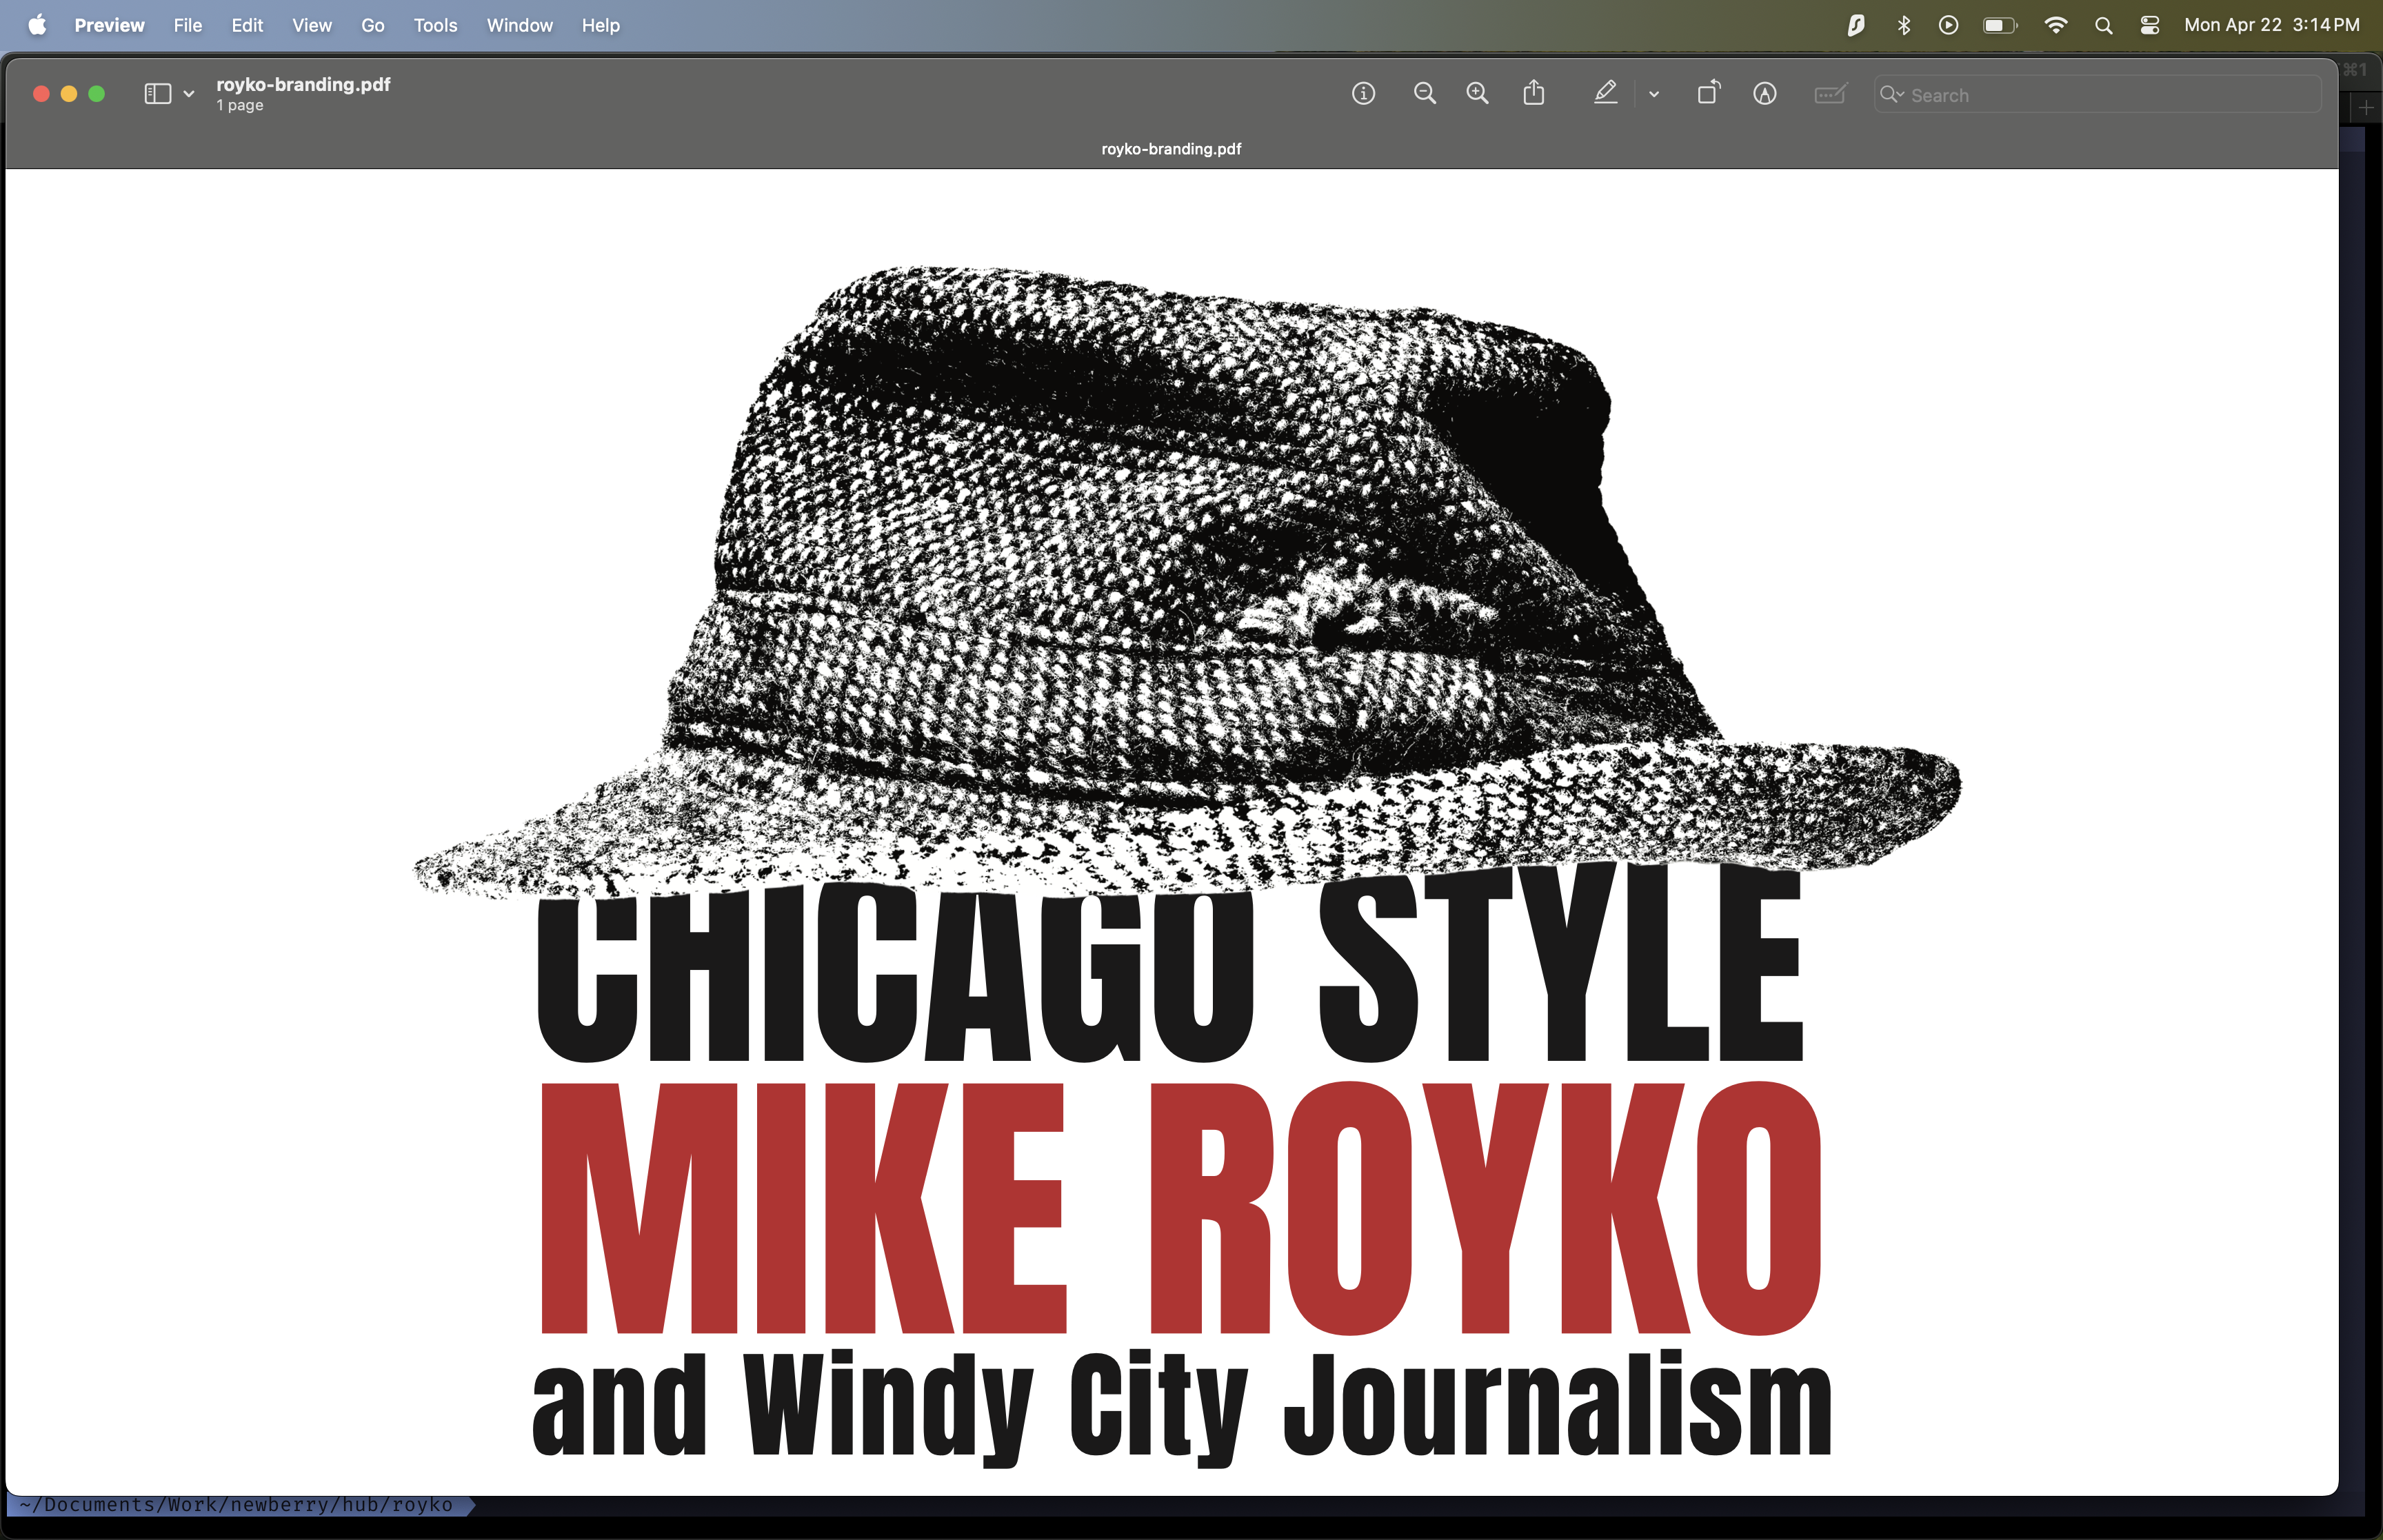 Preview File Edit View Go Tools Window Help Mon Apr 22 3:14 PM
royko-branding.pdf
1 page
Search
⌘1
royko-branding.pdf
CHICAGO STYLE
MIKE ROYKO
and Windy City Journalism
~/Documents/Work/newberry/hub/royko